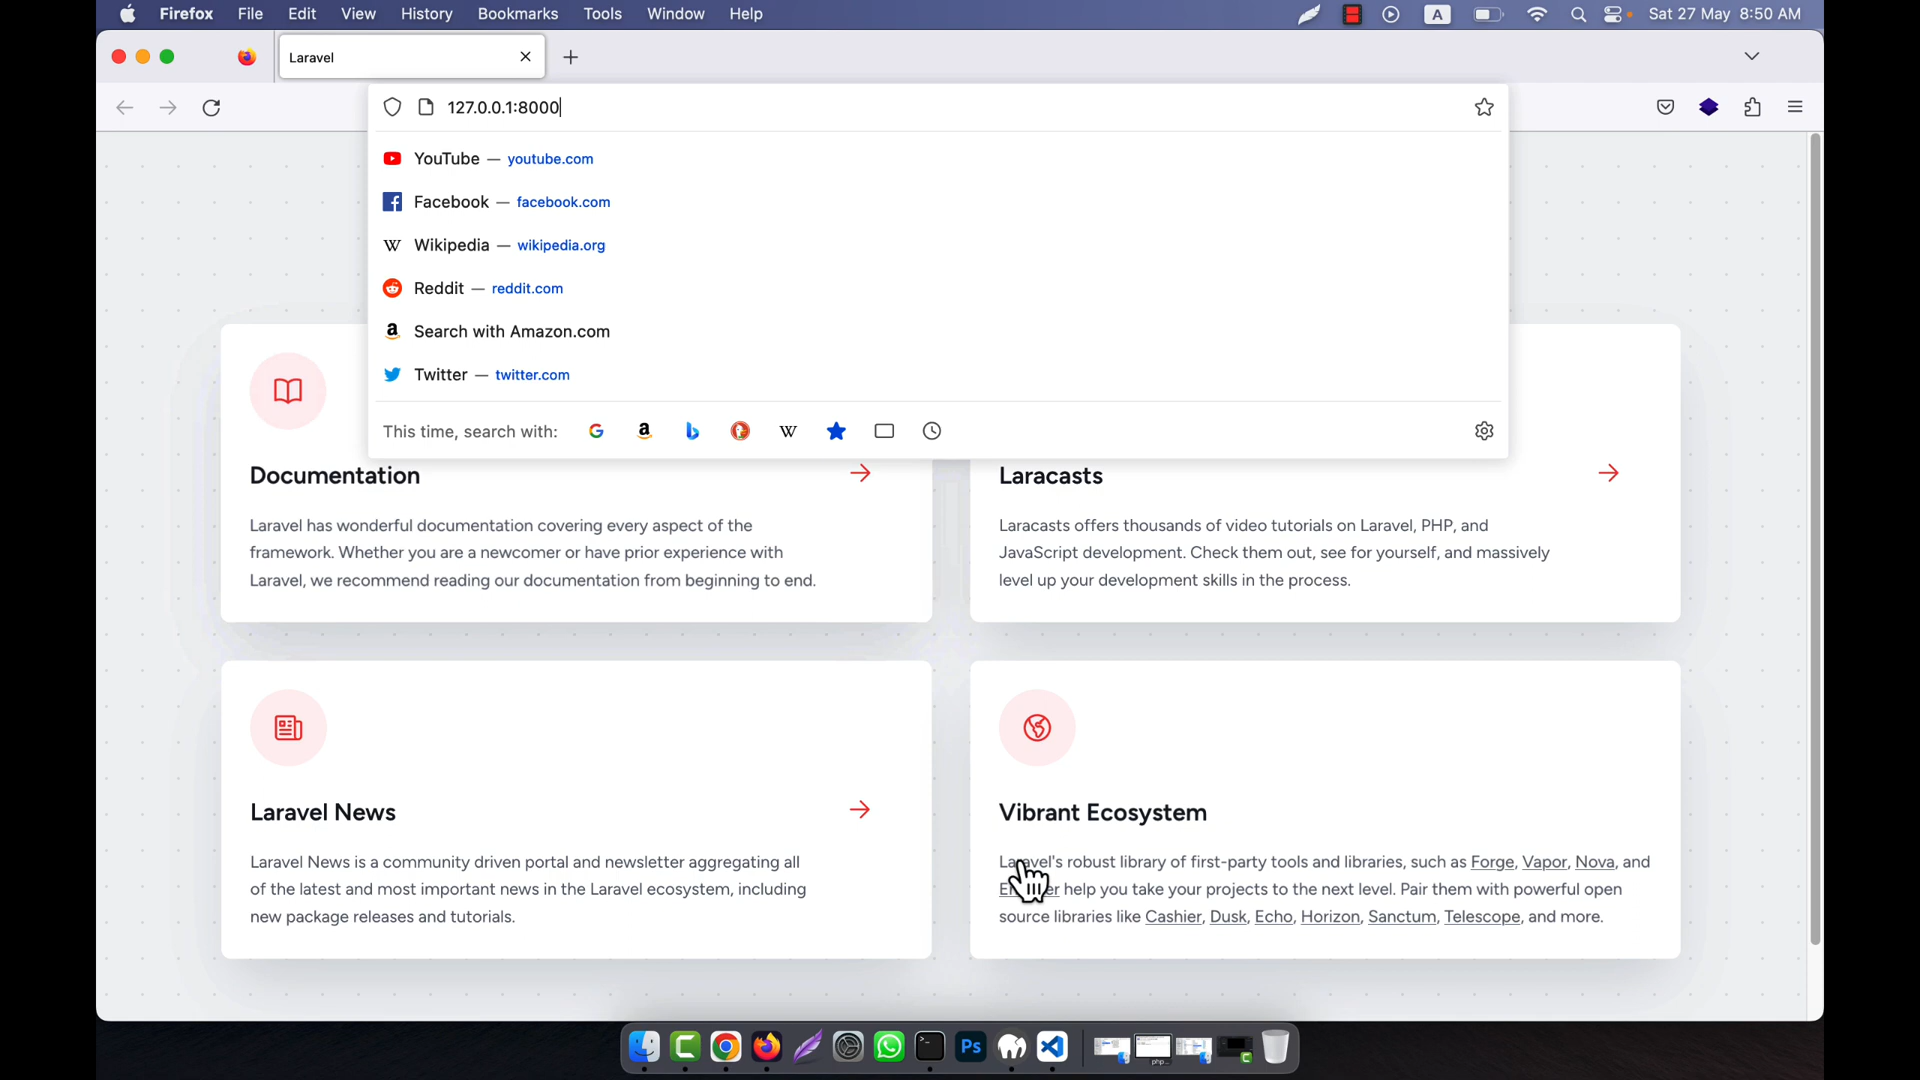 Firefox File Edit View History Bookmarks Tools Window Help
A
Sat 27 May 8:50 AM
Laravel
127.0.0.1:8000
YouTube — youtube.com
Facebook — facebook.com
W Wikipedia — wikipedia.org
Reddit — reddit.com
a Search with Amazon.com
Twitter — twitter.com
This time, search with: G a b W
Documentation
Laravel has wonderful documentation covering every aspect of the
framework. Whether you are a newcomer or have prior experience with
Laravel, we recommend reading our documentation from beginning to end.
Laracasts
Laracasts offers thousands of video tutorials on Laravel, PHP, and
JavaScript development. Check them out, see for yourself, and massively
level up your development skills in the process.
Laravel News
Laravel News is a community driven portal and newsletter aggregating all
of the latest and most important news in the Laravel ecosystem, including
new package releases and tutorials.
Vibrant Ecosystem
Laravel's robust library of first-party tools and libraries, such as Forge, Vapor, Nova, and
help you take your projects to the next level. Pair them with powerful open
source libraries like Cashier, Dusk, Echo, Horizon, Sanctum, Telescope, and more.
Ps
php